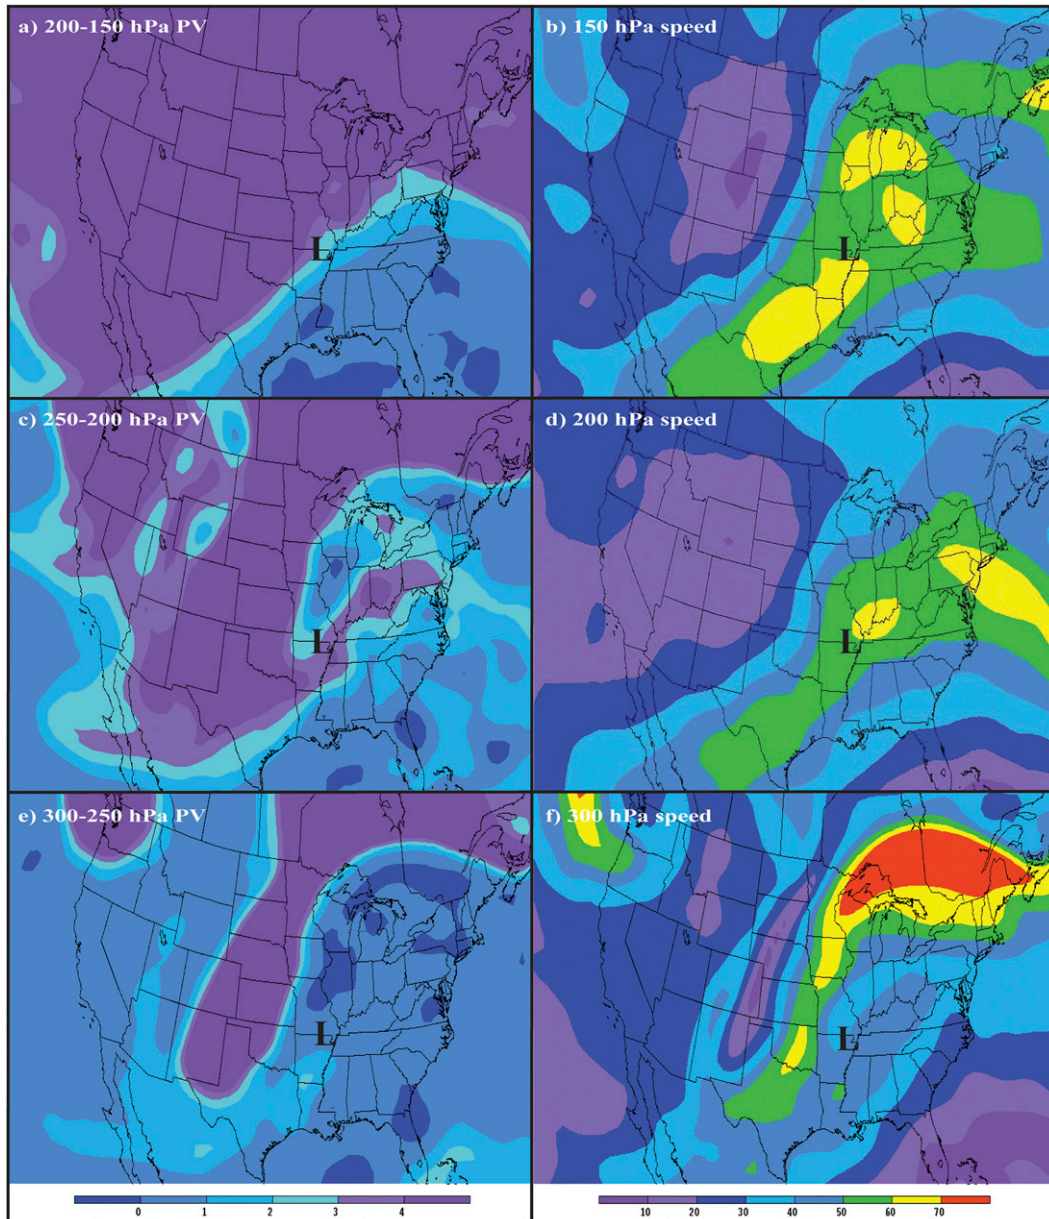 a) 200-150 hPa PV
b) 150 hPa speed
L
L
c) 250-200 hPa PV
d) 200 hPa speed
L
L
e) 300-250 hPa PV
f) 300 hPa speed
L
L
0 1 2 3 4
10 20 30 40 50 60 70